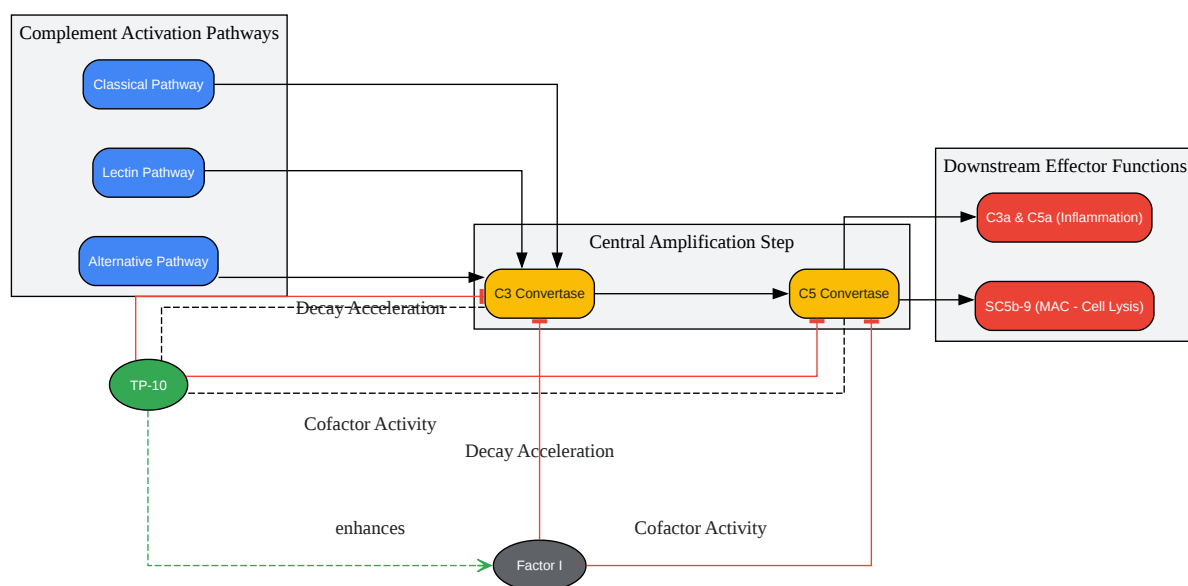 Complement Activation Pathways
Classical Pathway
Lectin Pathway
Alternative Pathway
Downstream Effector Functions
C3a & C5a (Inflammation)
SC5b-9 (MAC - Cell Lysis)
Central Amplification Step
C3 Convertase
C5 Convertase
Decay Acceleration
TP-10
Cofactor Activity
Decay Acceleration
enhances
Cofactor Activity
Factor I